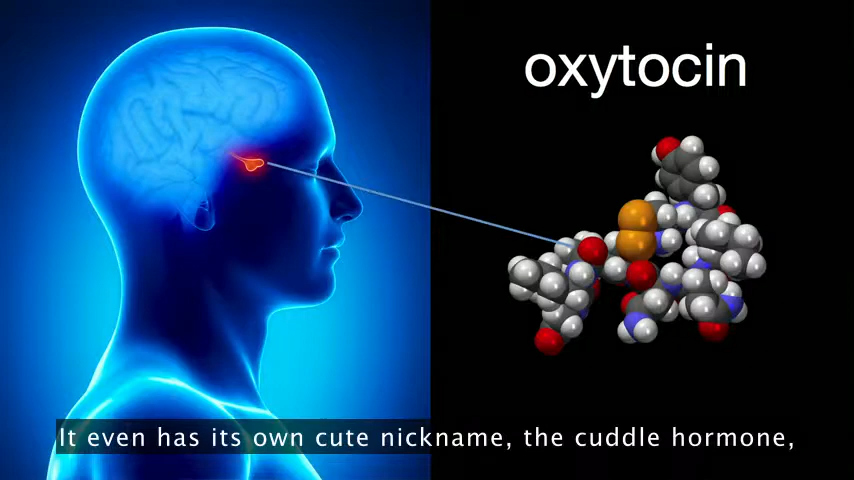 oxytocin
It even has its own cute nickname, the cuddle hormone,